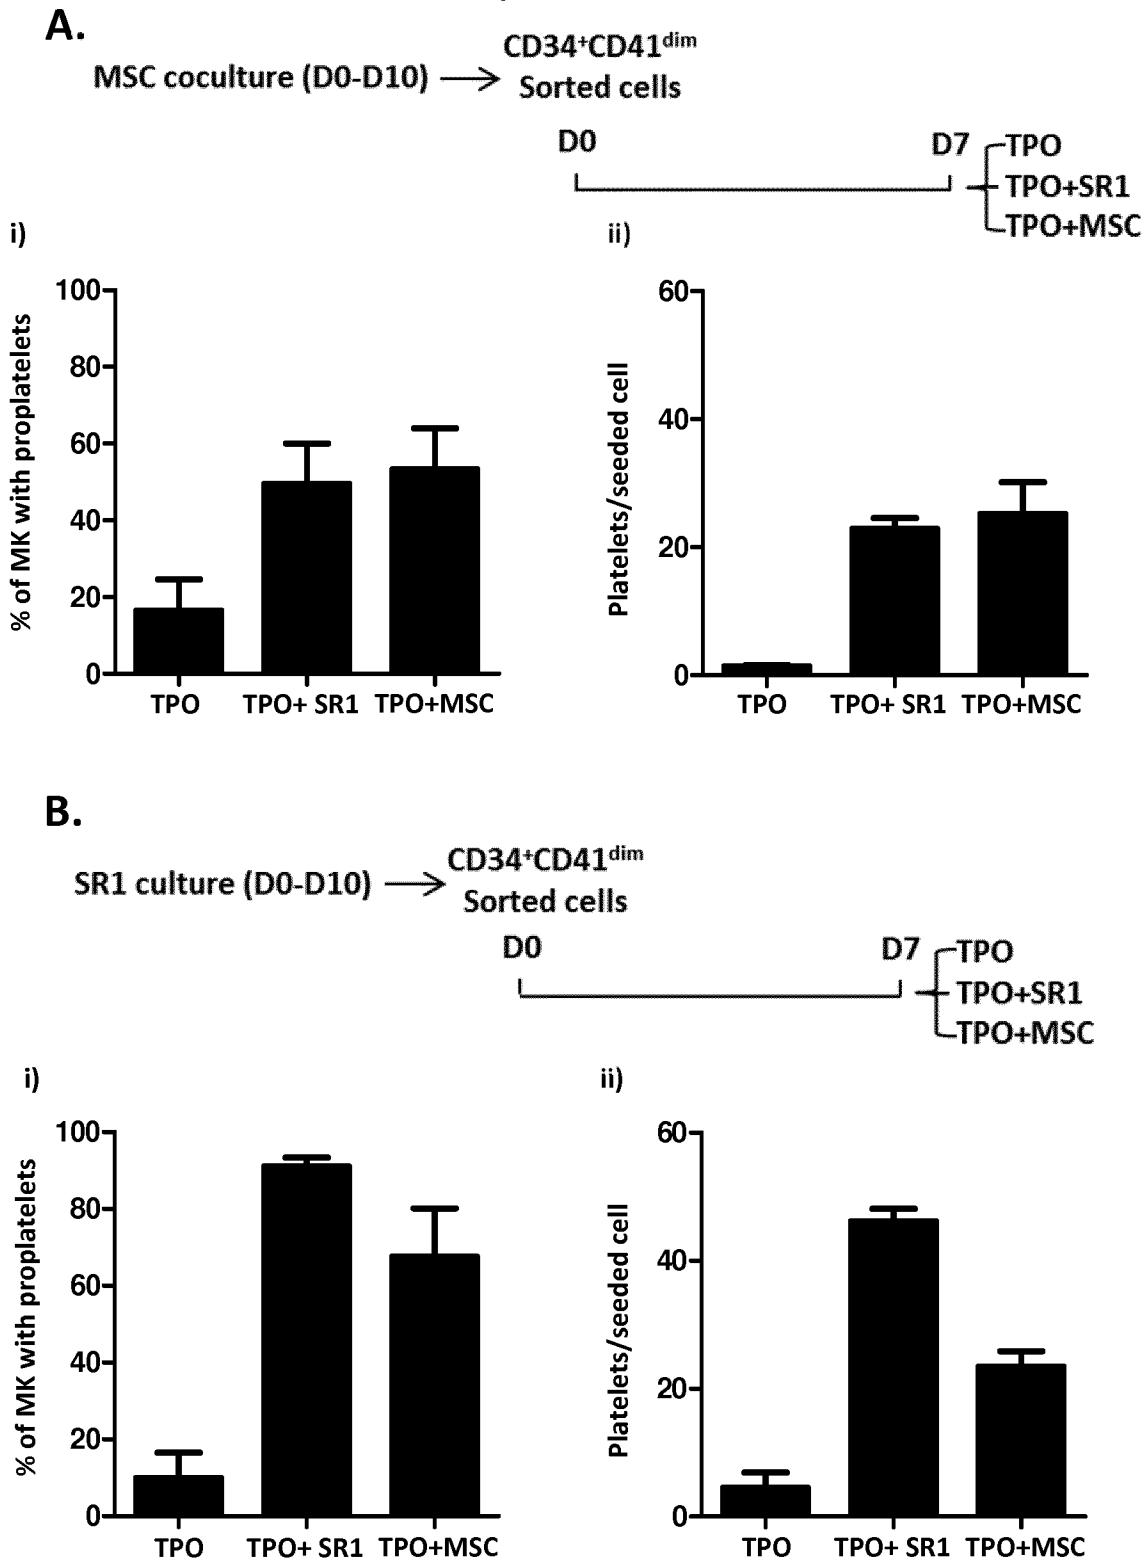 A.
MSC coculture (D0-D10)
CD34⁺CD41ᵈⁱᵐ
Sorted cells
D0
D7
TPO
TPO+SR1
TPO+MSC
i)
% of MK with proplatelets
100
80
60
40
20
0
TPO
TPO+ SR1
TPO+MSC
ii)
Platelets/seeded cell
60
40
20
0
TPO
TPO+ SR1
TPO+MSC
B.
SR1 culture (D0-D10)
CD34⁺CD41ᵈⁱᵐ
Sorted cells
D0
D7
TPO
TPO+SR1
TPO+MSC
i)
% of MK with proplatelets
100
80
60
40
20
0
TPO
TPO+ SR1
TPO+MSC
ii)
Platelets/seeded cell
60
40
20
0
TPO
TPO+ SR1
TPO+MSC